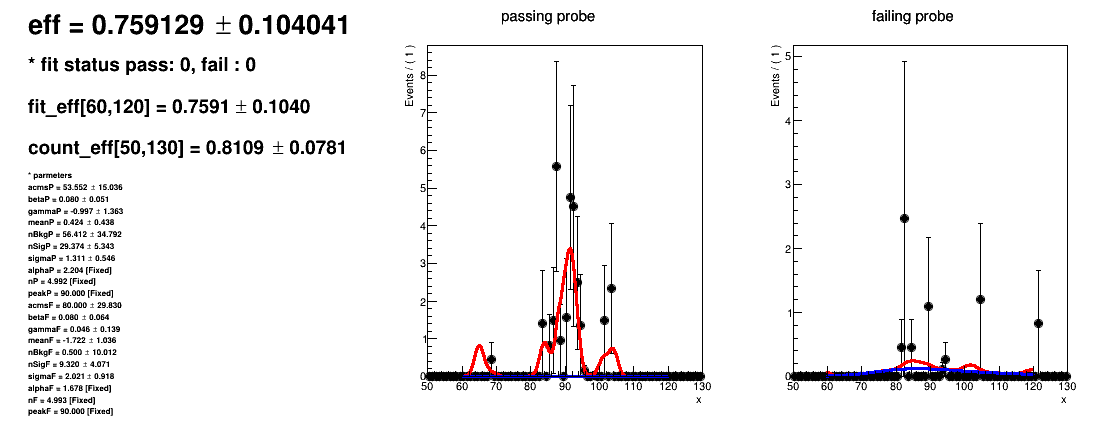 eff = 0.759129 ± 0.104041
* fit status pass: 0, fail : 0
fit_eff[60,120] = 0.7591 ± 0.1040
count_eff[50,130] = 0.8109 ± 0.0781
* parmeters
acmsP = 53.552 ± 15.036
betaP = 0.080 ± 0.051
gammaP = -0.997 ± 1.363
meanP = 0.424 ± 0.438
nBkgP = 56.412 ± 34.792
nSigP = 29.374 ± 5.343
sigmaP = 1.311 ± 0.546
alphaP = 2.204 [Fixed]
nP = 4.992 [Fixed]
peakP = 90.000 [Fixed]
acmsF = 80.000 ± 29.830
betaF = 0.080 ± 0.064
gammaF = 0.046 ± 0.139
meanF = -1.722 ± 1.036
nBkgF = 0.500 ± 10.012
nSigF = 9.320 ± 4.071
sigmaF = 2.021 ± 0.918
alphaF = 1.678 [Fixed]
nF = 4.993 [Fixed]
peakF = 90.000 [Fixed]
passing probe
Events / ( 1 )
8
7
6
5
4
3
2
1
0
50 60 70 80 90 100 110 120 130
x
failing probe
Events / ( 1 )
5
4
3
2
1
0
50 60 70 80 90 100 110 120 130
x